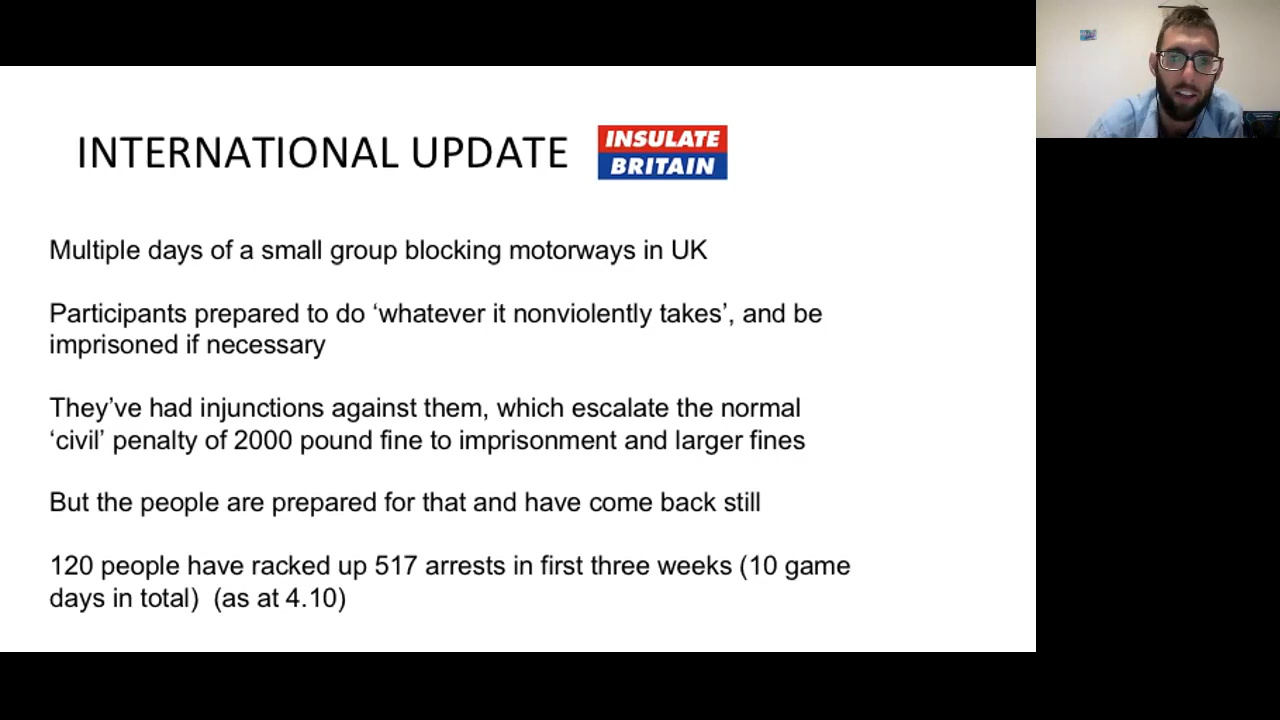 INTERNATIONAL UPDATE
INSULATE
BRITAIN
Multiple days of a small group blocking motorways in UK
Participants prepared to do ‘whatever it nonviolently takes’, and be
imprisoned if necessary
They’ve had injunctions against them, which escalate the normal
‘civil’ penalty of 2000 pound fine to imprisonment and larger fines
But the people are prepared for that and have come back still
120 people have racked up 517 arrests in first three weeks (10 game
days in total)  (as at 4.10)